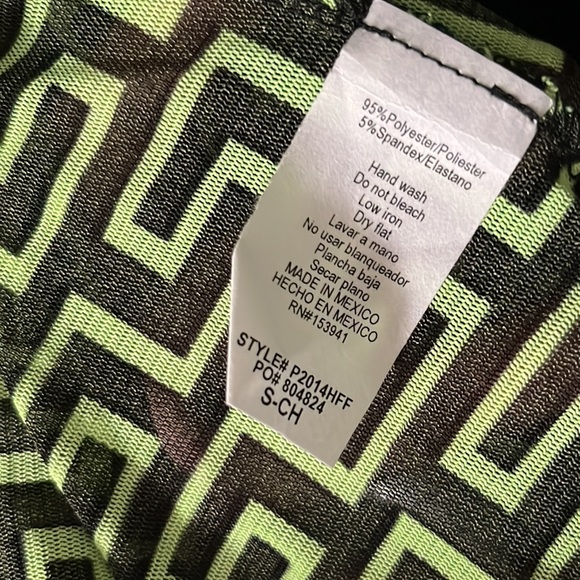 95%Polyester/Poliester
5%Spandex/Elastano
Hand wash
Do not bleach
Low iron
Dry flat
Lavar a mano
No usar blanqueador
Plancha baja
Secar plano
MADE IN MEXICO
HECHO EN MEXICO
RN#153941
STYLE# P2014HFF
PO# 804824
S-CH